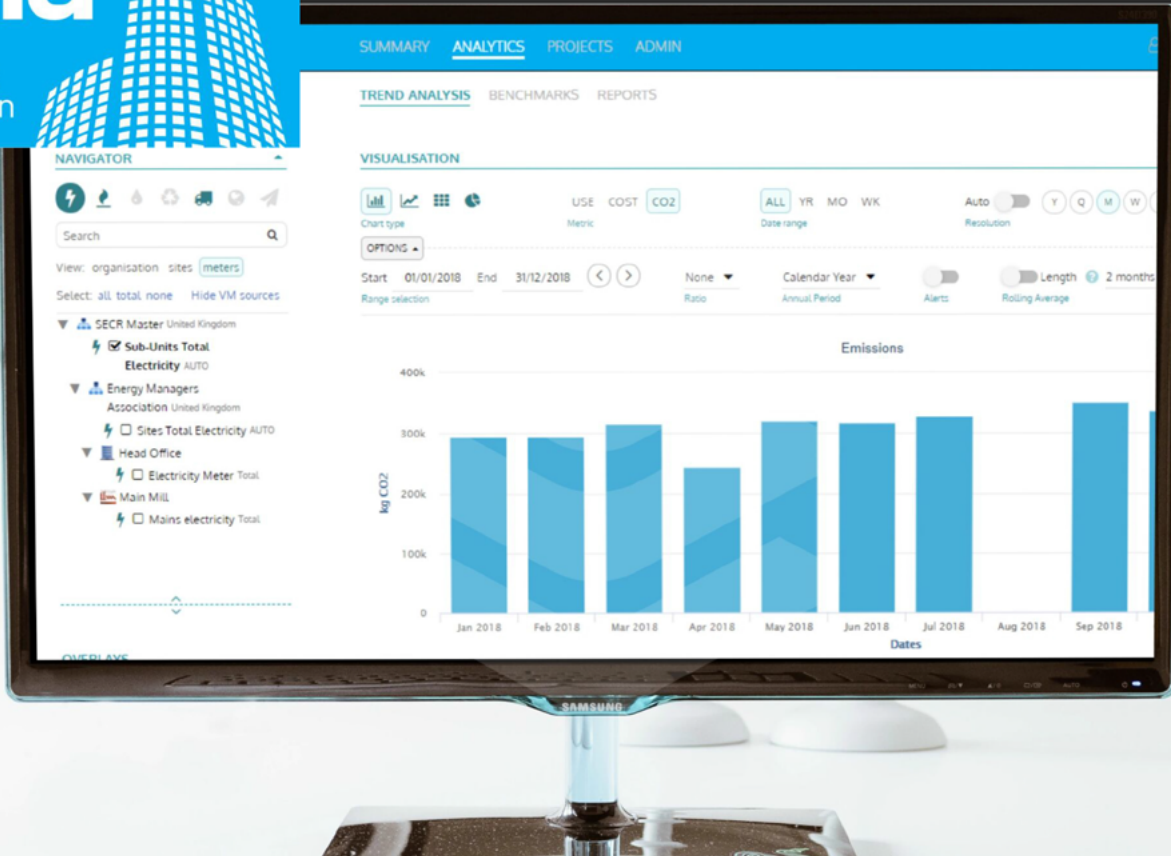 SUMMARY ANALYTICS PROJECTS ADMIN
TREND ANALYSIS BENCHMARKS REPORTS
NAVIGATOR
Search
View: organisation sites meters
Select: all total none Hide VM sources
SECR Master United Kingdom
Sub-Units Total
Electricity AUTO
Energy Managers
Association United Kingdom
Sites Total Electricity AUTO
Head Office
Electricity Meter Total
Main Mill
Mains electricity Total
OVERLAYS
VISUALISATION
USE COST CO2
ALL YR MO WK
Auto
Y Q M W
Chart type
Metric
Date range
Resolution
OPTIONS
Start 01/01/2018 End 31/12/2018
None
Calendar Year
Length ? 2 months
Range selection
Ratio
Annual Period
Alerts
Rolling Average
Emissions
400k
300k
200k
100k
0
kg CO2
Jan 2018 Feb 2018 Mar 2018 Apr 2018 May 2018 Jun 2018 Jul 2018 Aug 2018 Sep 2018
Dates
SAMSUNG